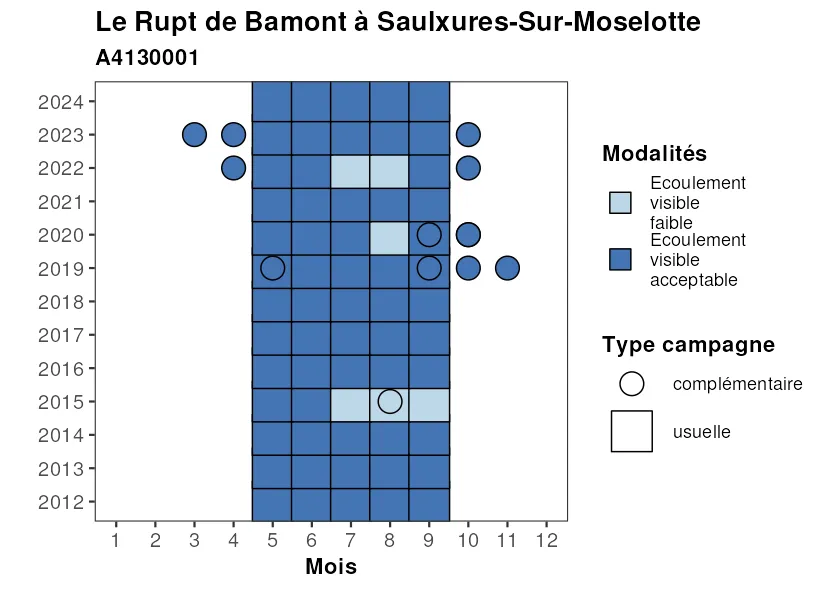 Le Rupt de Bamont à Saulxures-Sur-Moselotte
A4130001
2024
2023
2022
2021
2020
2019
2018
2017
2016
2015
2014
2013
2012
1 2 3 4 5 6 7 8 9 10 11 12
Mois
Modalités
Ecoulement
visible
faible
Ecoulement
visible
acceptable
Type campagne
complémentaire
usuelle